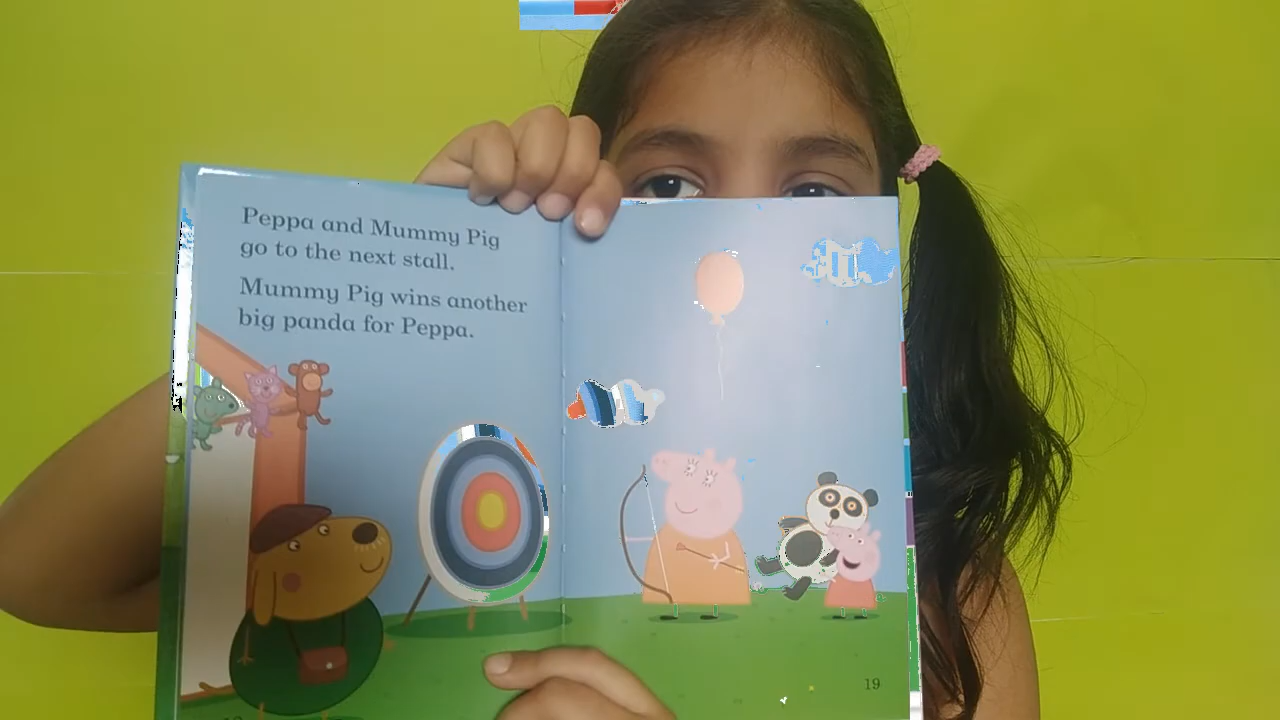 Peppa and Mummy Pig
go to the next stall.
Mummy Pig wins another
big panda for Peppa.
19